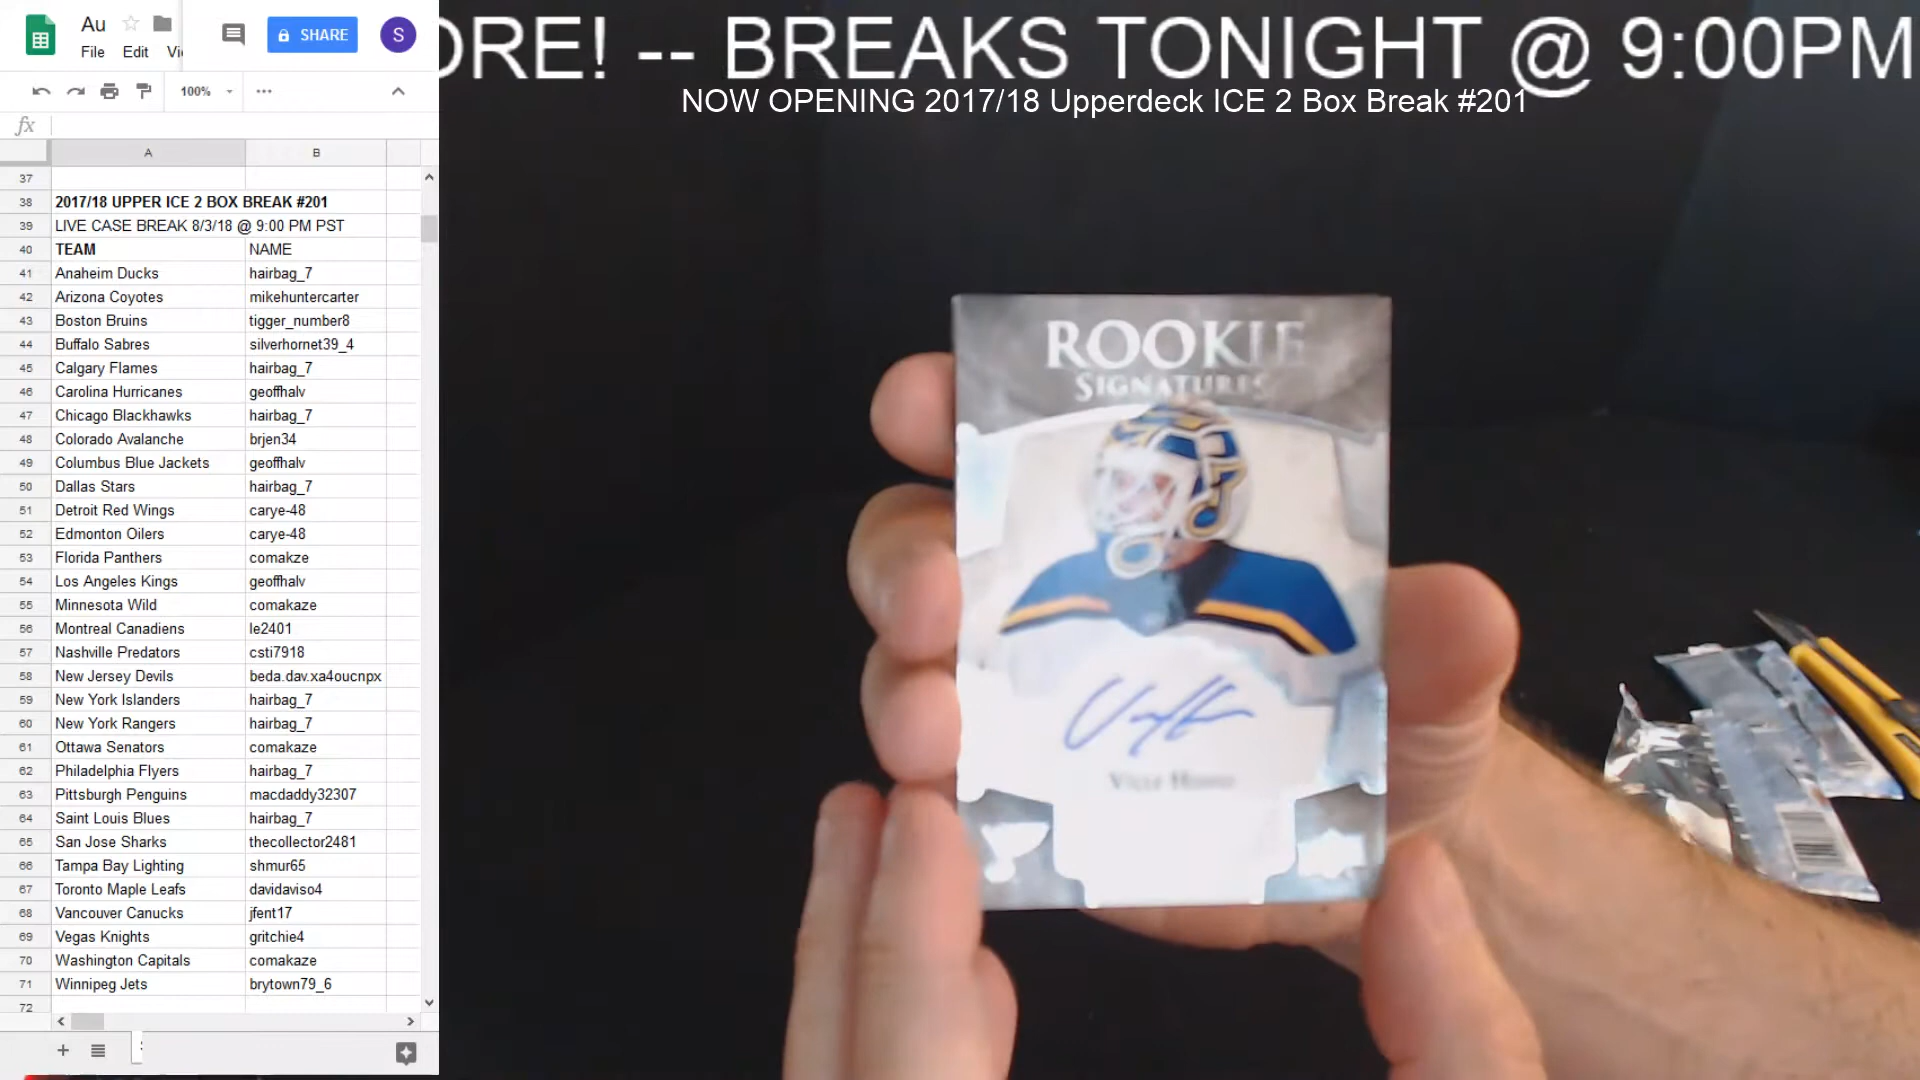 Au
SHARE
S
File Edit
100%
fx
A B
37
38 2017/18 UPPER ICE 2 BOX BREAK #201
39 LIVE CASE BREAK 8/3/18 @ 9:00 PM PST
40 TEAM NAME
41 Anaheim Ducks hairbag_7
42 Arizona Coyotes mikehuntercarter
43 Boston Bruins tigger_number8
44 Buffalo Sabres silverhornet39_4
45 Calgary Flames hairbag_7
46 Carolina Hurricanes geoffhalv
47 Chicago Blackhawks hairbag_7
48 Colorado Avalanche brjen34
49 Columbus Blue Jackets geoffhalv
50 Dallas Stars hairbag_7
51 Detroit Red Wings carye-48
52 Edmonton Oilers carye-48
53 Florida Panthers comakze
54 Los Angeles Kings geoffhalv
55 Minnesota Wild comakaze
56 Montreal Canadiens le2401
57 Nashville Predators csti7918
58 New Jersey Devils beda.dav.xa4oucnpx
59 New York Islanders hairbag_7
60 New York Rangers hairbag_7
61 Ottawa Senators comakaze
62 Philadelphia Flyers hairbag_7
63 Pittsburgh Penguins macdaddy32307
64 Saint Louis Blues hairbag_7
65 San Jose Sharks thecollector2481
66 Tampa Bay Lighting shmur65
67 Toronto Maple Leafs davidaviso4
68 Vancouver Canucks jfent17
69 Vegas Knights gritchie4
70 Washington Capitals comakaze
71 Winnipeg Jets brytown79_6
72
ORE! -- BREAKS TONIGHT @ 9:00PM
NOW OPENING 2017/18 Upperdeck ICE 2 Box Break #201
ROOKIE
SIGNATURES